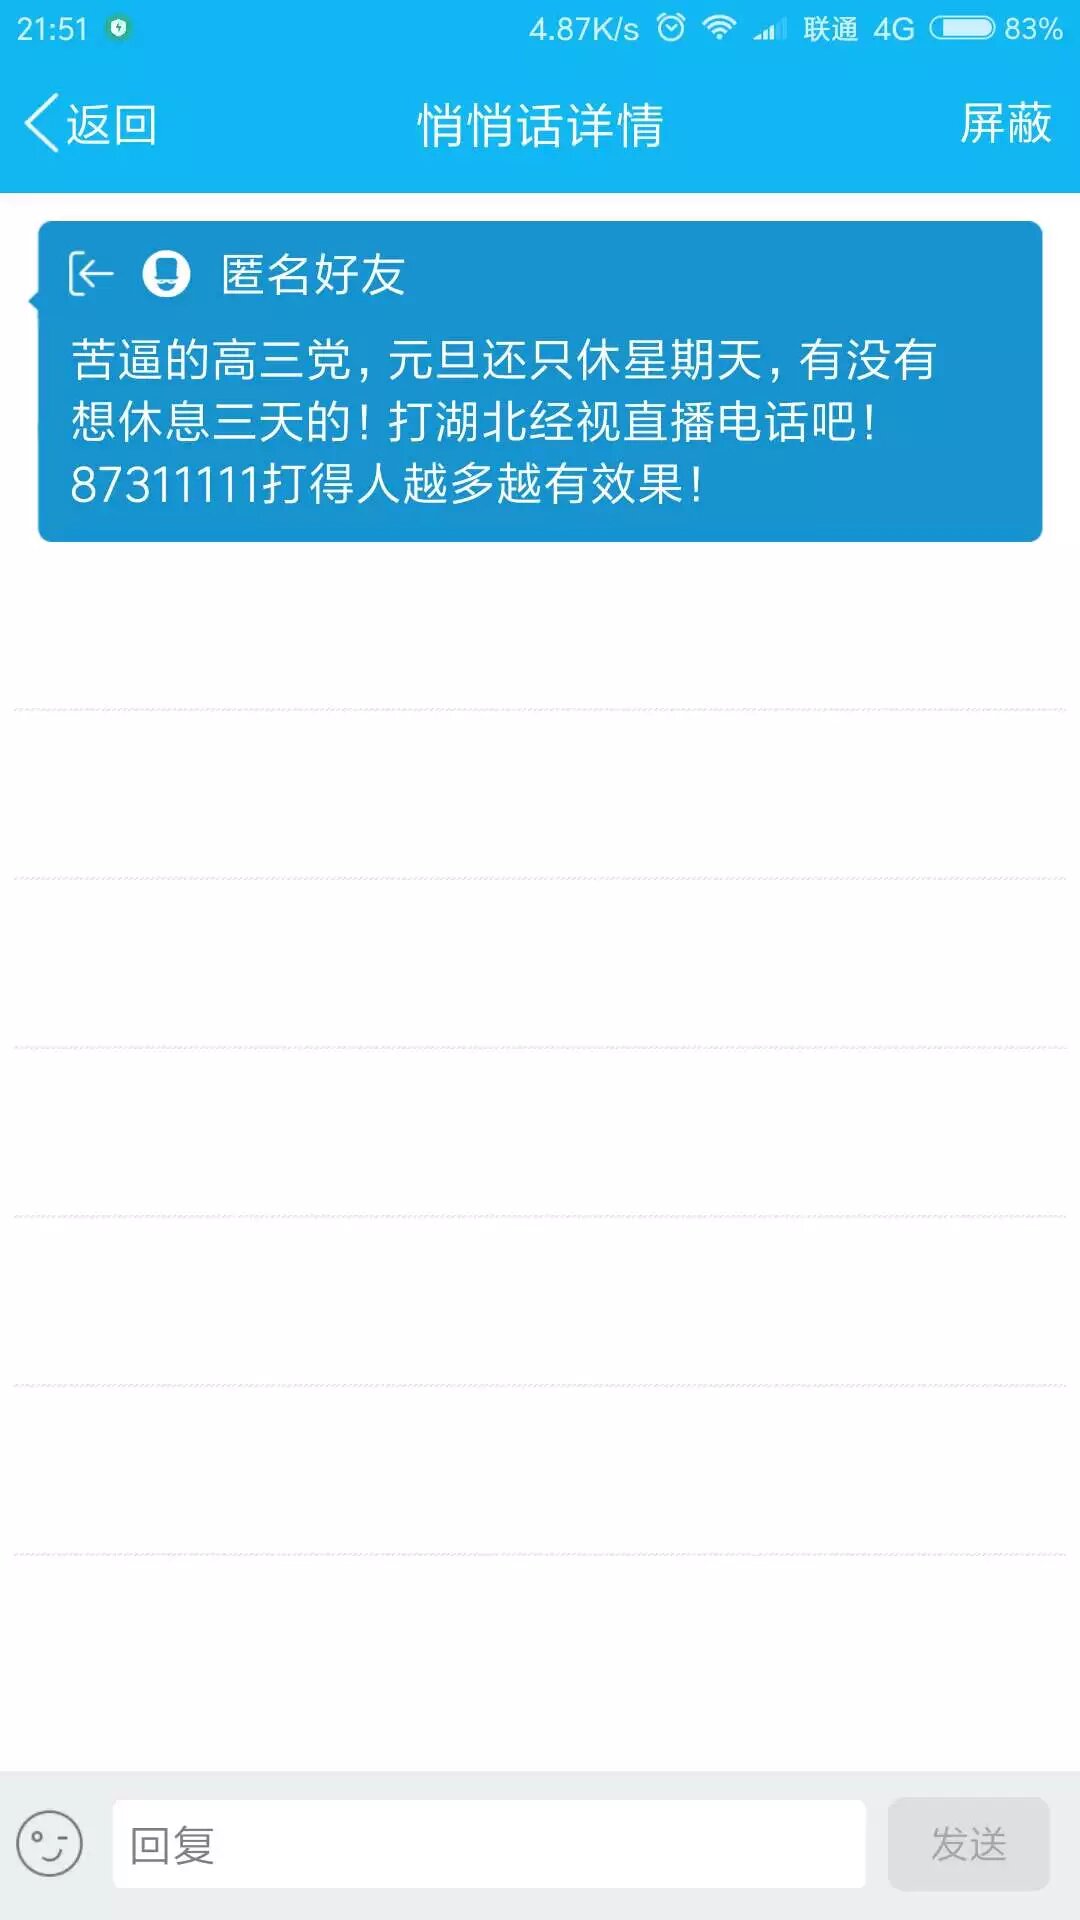 21:51 4.87K/s 联通 4G 83%
返回 悄悄话详情 屏蔽
匿名好友
苦逼的高三党，元旦还只休星期天，有没有
想休息三天的！打湖北经视直播电话吧！
87311111打得人越多越有效果！
回复 发送